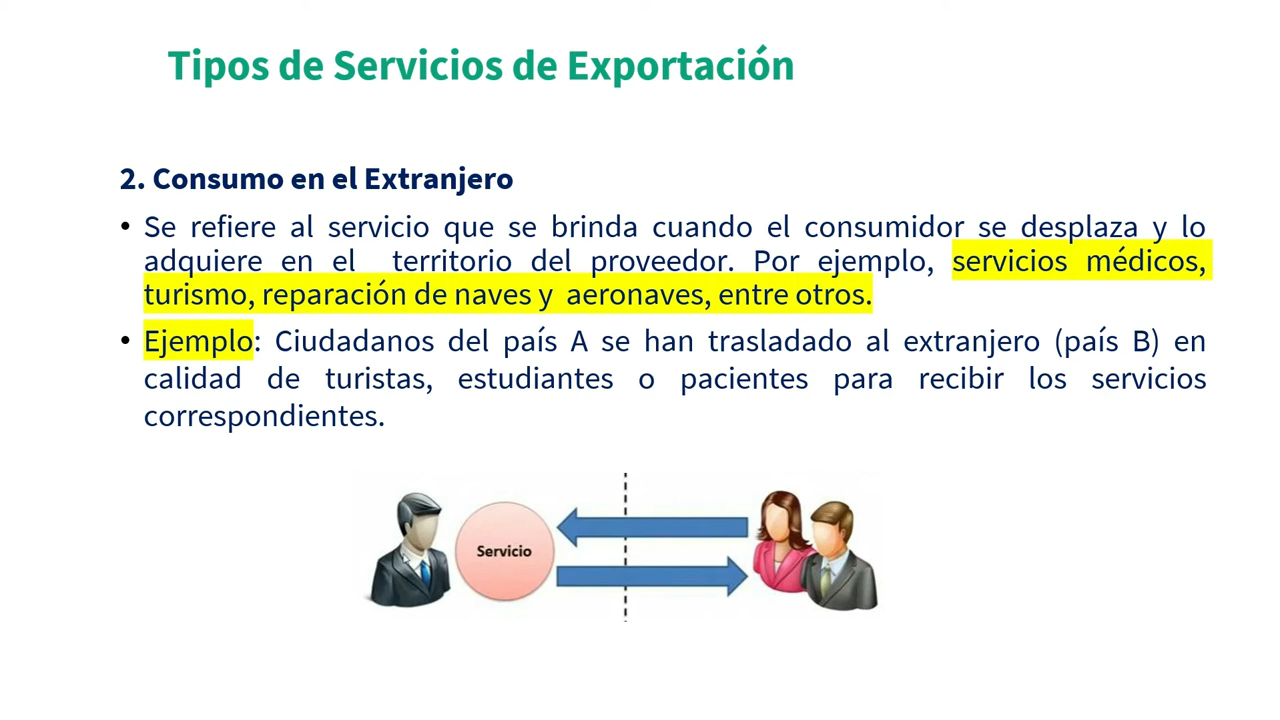 Tipos de Servicios de Exportación
2. Consumo en el Extranjero
• Se refiere al servicio que se brinda cuando el consumidor se desplaza y lo
adquiere en el territorio del proveedor. Por ejemplo, servicios médicos,
turismo, reparación de naves y aeronaves, entre otros.
• Ejemplo: Ciudadanos del país A se han trasladado al extranjero (país B) en
calidad de turistas, estudiantes o pacientes para recibir los servicios
correspondientes.
Servicio